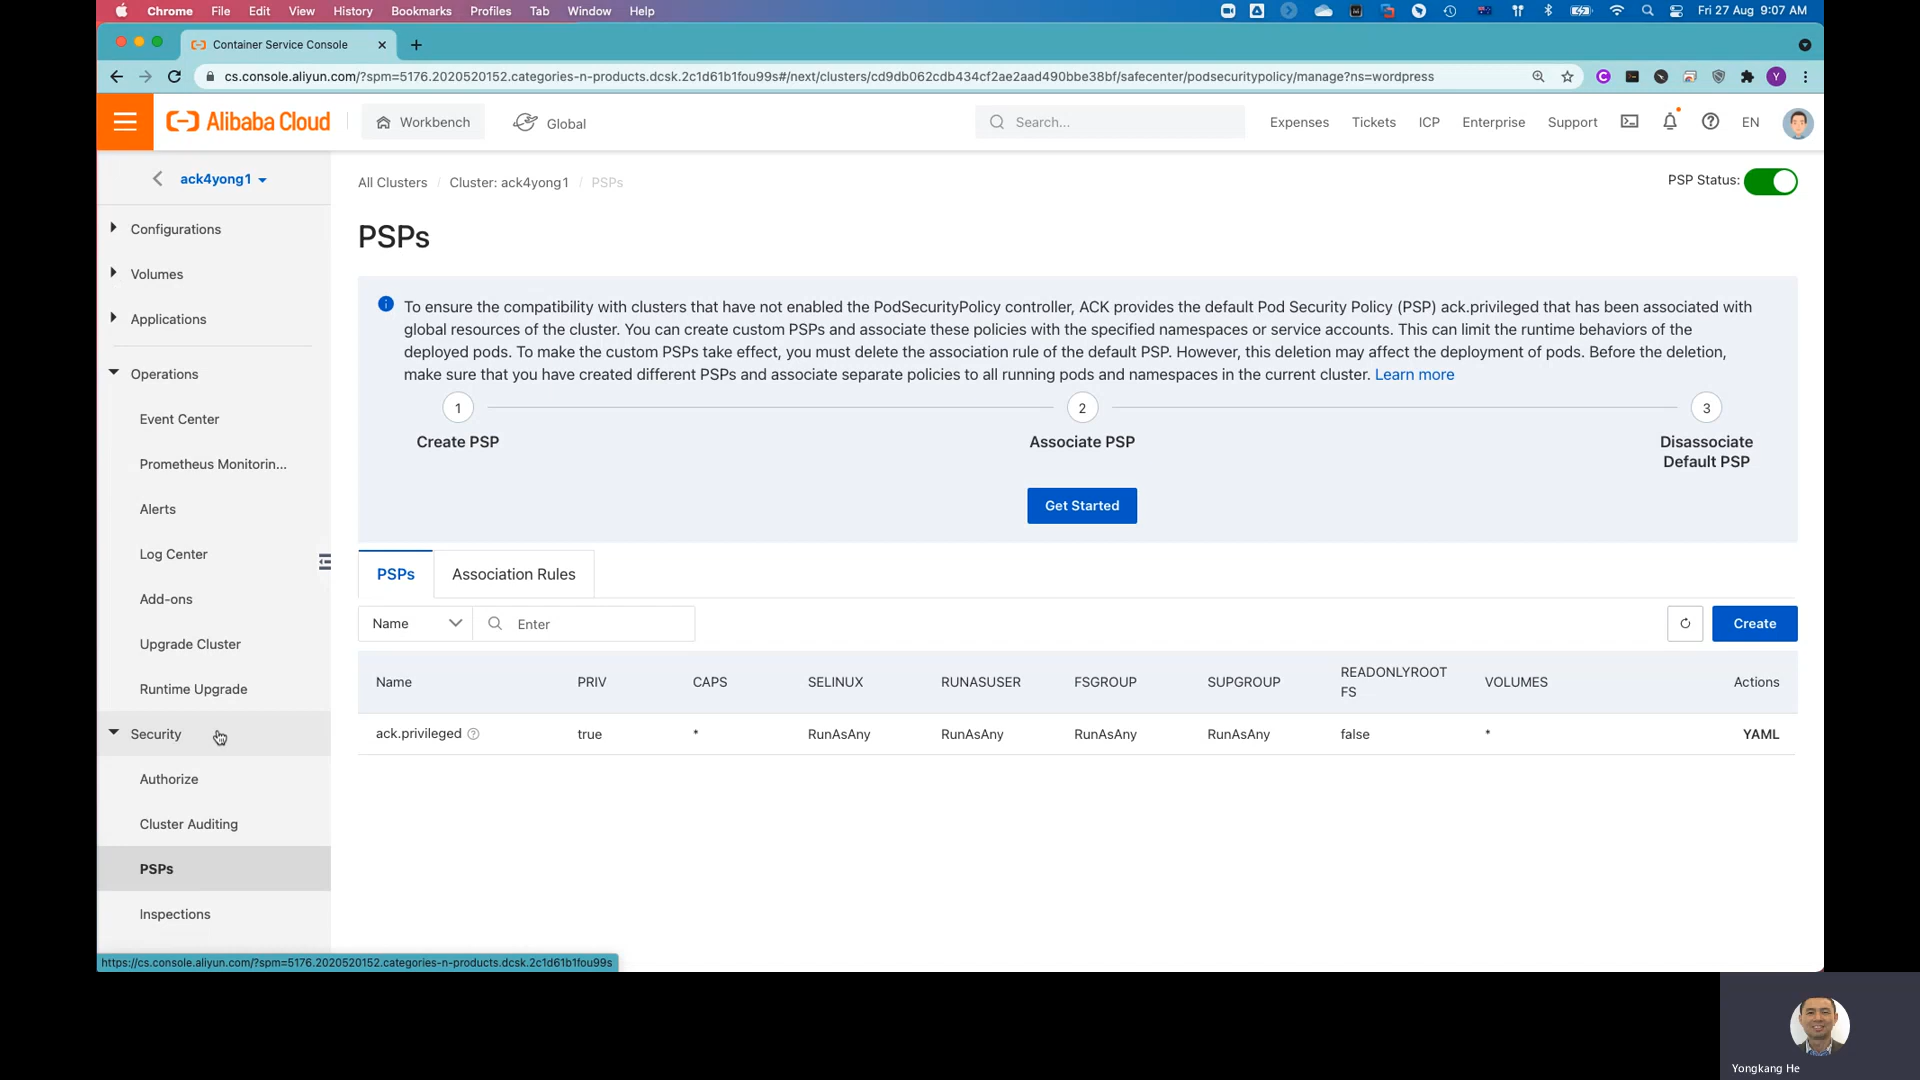 Chrome File Edit View History Bookmarks Profiles Tab Window Help
Fri 27 Aug 9:07 AM
Container Service Console
cs.console.aliyun.com/?spm=5176.2020520152.categories-n-products.dcsk.2c1d61b1fou99s#/next/clusters/cd9db062cdb434cf2ae2aad490bbe38bf/safecenter/podsecuritypolicy/manage?ns=wordpress
Y
Alibaba Cloud
Workbench
Global
Search...
Expenses Tickets ICP Enterprise Support EN
ack4yong1
Configurations
Volumes
Applications
Operations
Event Center
Prometheus Monitorin...
Alerts
Log Center
Add-ons
Upgrade Cluster
Runtime Upgrade
Security
Authorize
Cluster Auditing
PSPs
Inspections
All Clusters / Cluster: ack4yong1 / PSPs
PSP Status:
PSPs
To ensure the compatibility with clusters that have not enabled the PodSecurityPolicy controller, ACK provides the default Pod Security Policy (PSP) ack.privileged that has been associated with
global resources of the cluster. You can create custom PSPs and associate these policies with the specified namespaces or service accounts. This can limit the runtime behaviors of the
deployed pods. To make the custom PSPs take effect, you must delete the association rule of the default PSP. However, this deletion may affect the deployment of pods. Before the deletion,
make sure that you have created different PSPs and associate separate policies to all running pods and namespaces in the current cluster. Learn more
1 2 3
Create PSP
Associate PSP
Disassociate
Default PSP
Get Started
PSPs Association Rules
Name Enter
Create
Name PRIV CAPS SELINUX RUNASUSER FSGROUP SUPGROUP READONLYROOT
FS VOLUMES Actions
ack.privileged true * RunAsAny RunAsAny RunAsAny RunAsAny false * YAML
https://cs.console.aliyun.com/?spm=5176.2020520152.categories-n-products.dcsk.2c1d61b1fou99s
Yongkang He